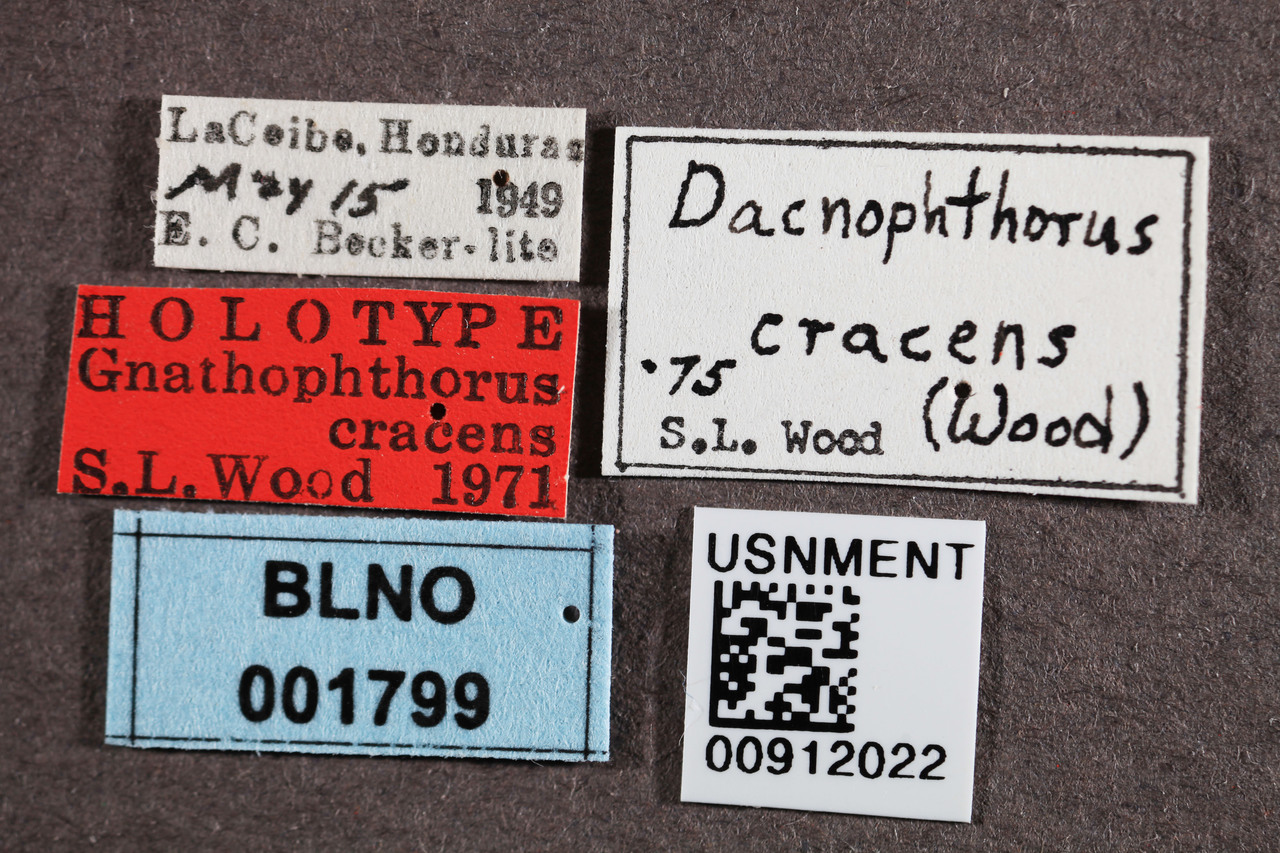 LaCeiba, Honduras
May 15 1949
E. C. Becker-lite
HOLOTYPE
Gnathophthorus
cracens
S.L. Wood 1971
BLNO
001799
Dacnophthorus
cracens
'75 (Wood)
S.L. Wood
USNMENT
00912022